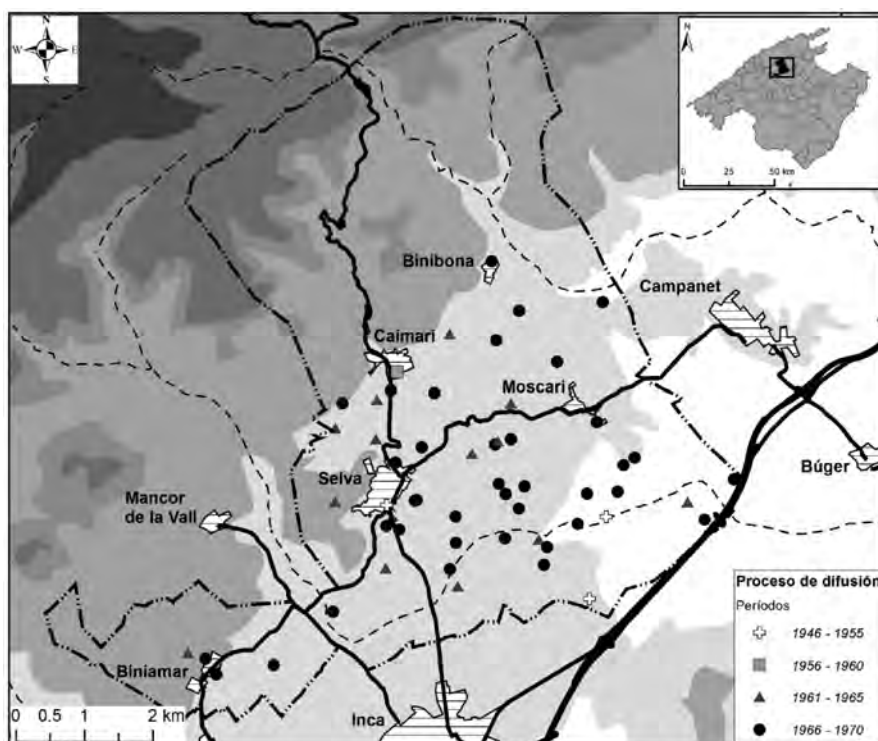 N
W E
S
N
0 25 50 km
Binibona
Campanet
Caimari
Moscari
Selva
Búger
Mancor
de la Vall
Biniamar
Inca
0 0.5 1 2 km
Proceso de difusión
Períodos
1946 - 1955
1956 - 1960
1961 - 1965
1966 - 1970